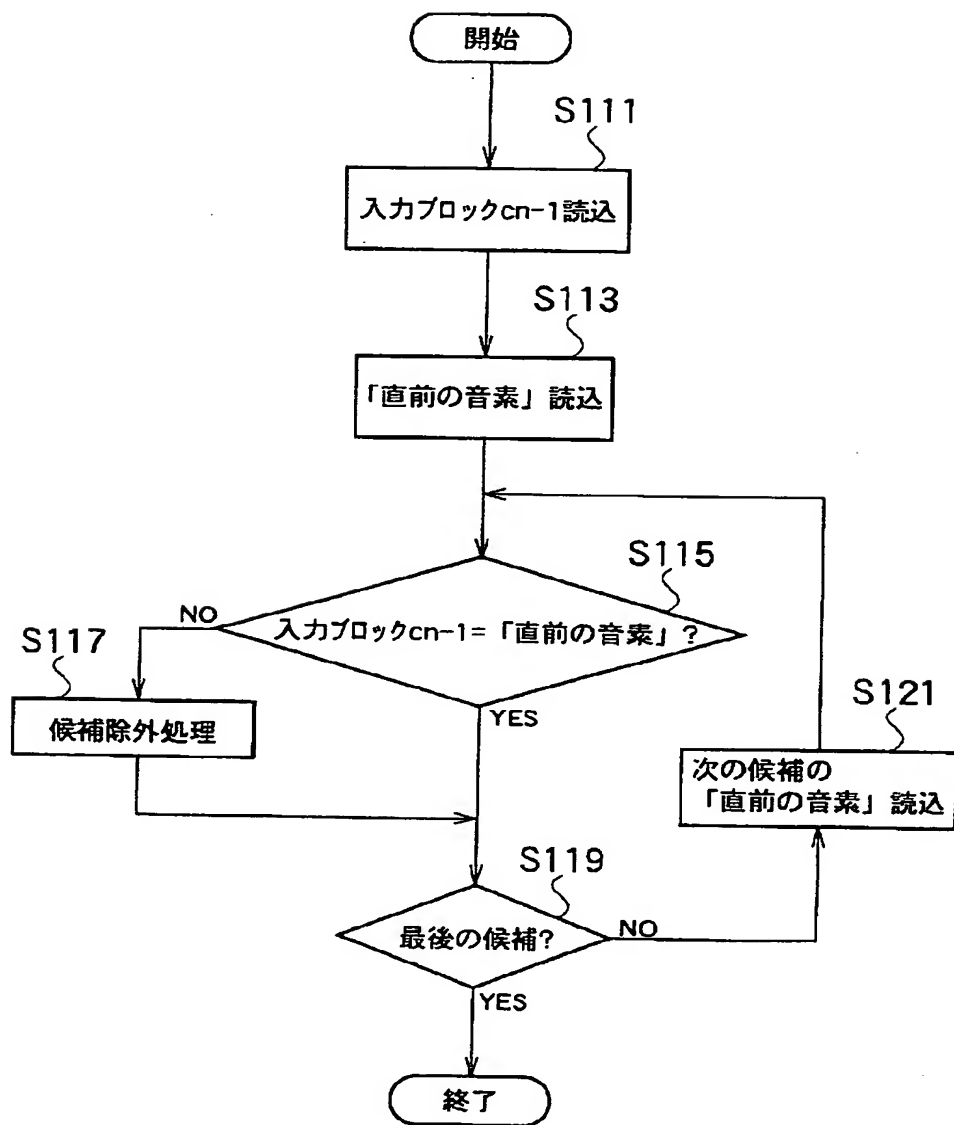 開始
S111
入力ブロックcn-1読込
S113
「直前の音素」読込
S115
NO
入力ブロックcn-1=「直前の音素」?
S117
YES
候補除外処理
S121
次の候補の
「直前の音素」読込
S119
最後の候補?
NO
YES
終了